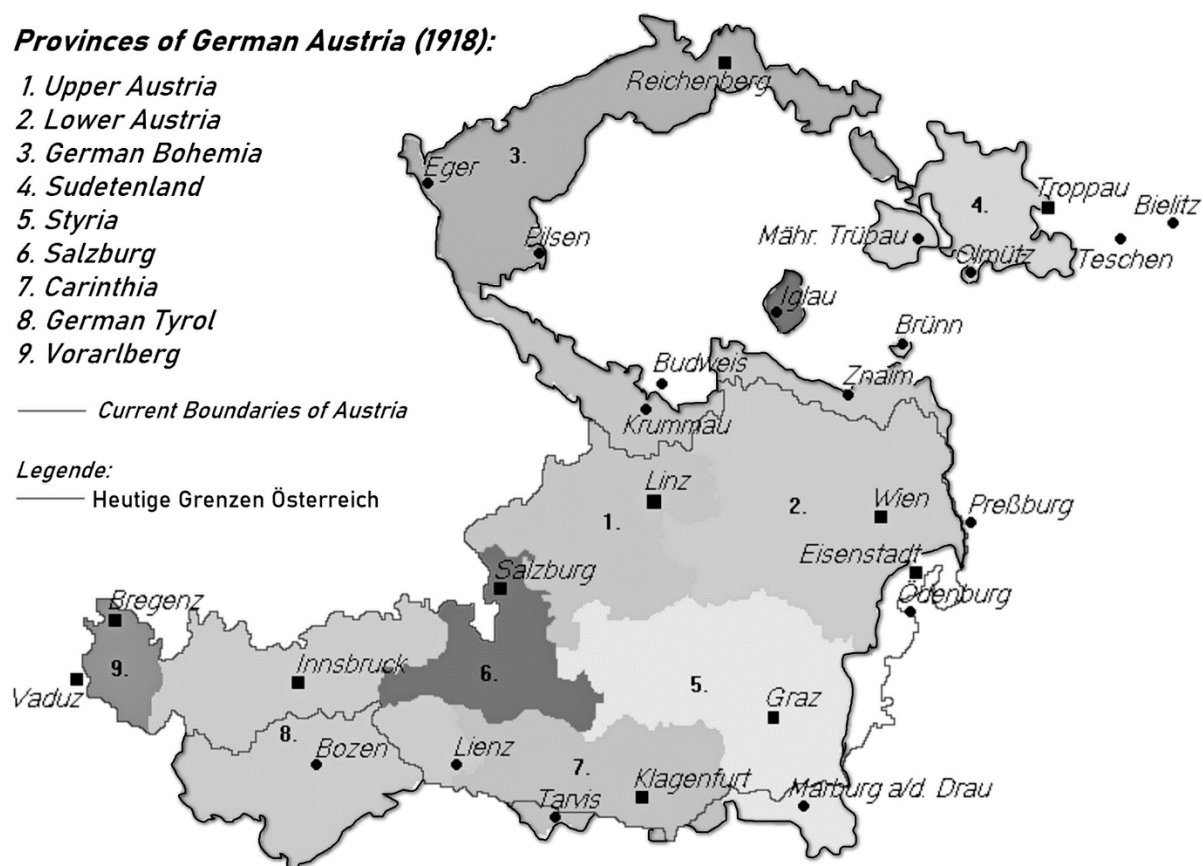 Provinces of German Austria (1918):
1. Upper Austria
2. Lower Austria
3. German Bohemia
4. Sudetenland
5. Styria
6. Salzburg
7. Carinthia
8. German Tyrol
9. Vorarlberg
Current Boundaries of Austria
Legende:
Heutige Grenzen Österreich
Reichenberg
3.
Eger
Pilsen
4.
Troppau
Bielitz
Mähr. Trübau
Olmütz
Teschen
Iglau
Brünn
Budweis
Znaim
Krummau
Linz
1.
2.
Wien
Preßburg
Eisenstadt
Ödenburg
Salzburg
Bregenz
9.
Vaduz
Innsbruck
6.
5.
Graz
8.
Bozen
Lienz
7.
Klagenfurt
Marburg a/d. Drau
Tarvis